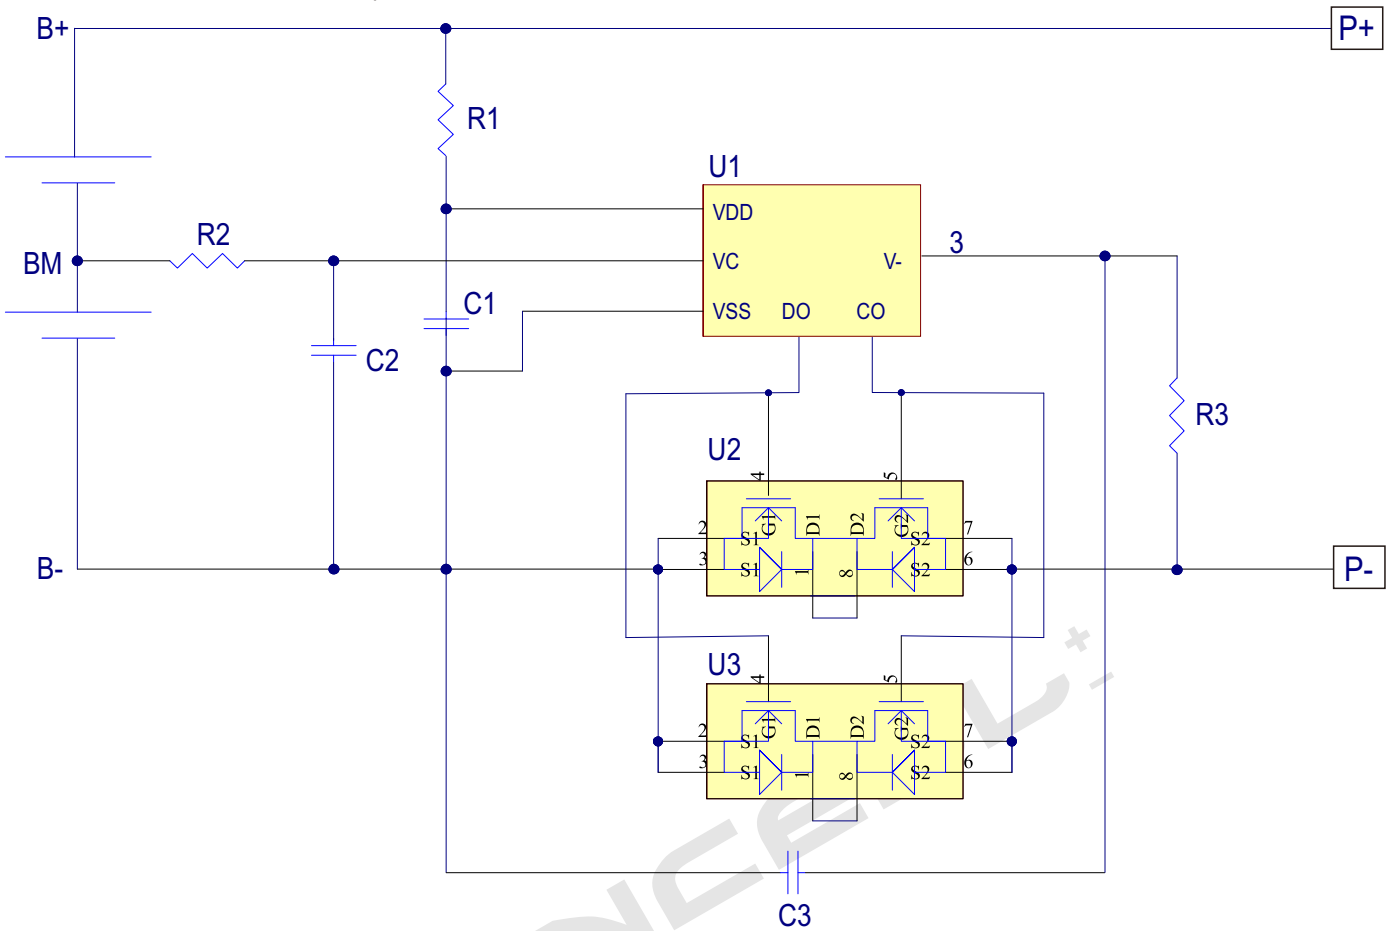 B+
P+
R1
U1
VDD
R2
3
BM
VC
V-
C1
VSS
DO
CO
C2
R3
U2
4
5
G1
D1
D2
G2
2
S1
S2
7
3
S1
1
8
S2
6
B-
P-
U3
4
5
G1
D1
D2
G2
2
S1
S2
7
3
S1
1
8
S2
6
C3